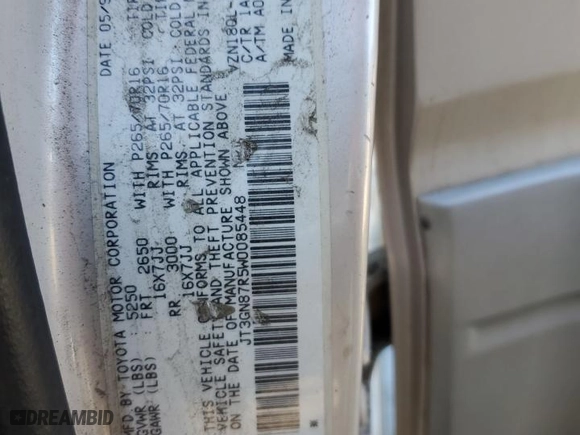 MFD BY TOYOTA MOTOR CORPORATION DATE 05/9
GVWR (LBS) : 5250
GAWR (LBS) : FRT 2650 WITH P265/70R16 TI
16X7JJ RIMS AT 32PSI COLD
RR 3000 WITH P265/70R16 TI
16X7JJ RIMS AT 32PSI COLD
THIS VEHICLE CONFORMS TO ALL APPLICABLE FEDERAL M
VEHICLE SAFETY AND THEFT PREVENTION STANDARDS IN
ON THE DATE OF MANUFACTURE SHOWN ABOVE
JT3GN87R5W0085448 VZN180L-
C/TR IA
A/TM A0
MADE IN
DREAMBID